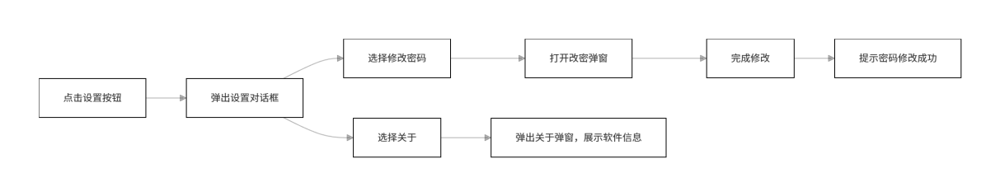 点击设置按钮
弹出设置对话框
选择修改密码
打开改密弹窗
完成修改
提示密码修改成功
选择关于
弹出关于弹窗，展示软件信息